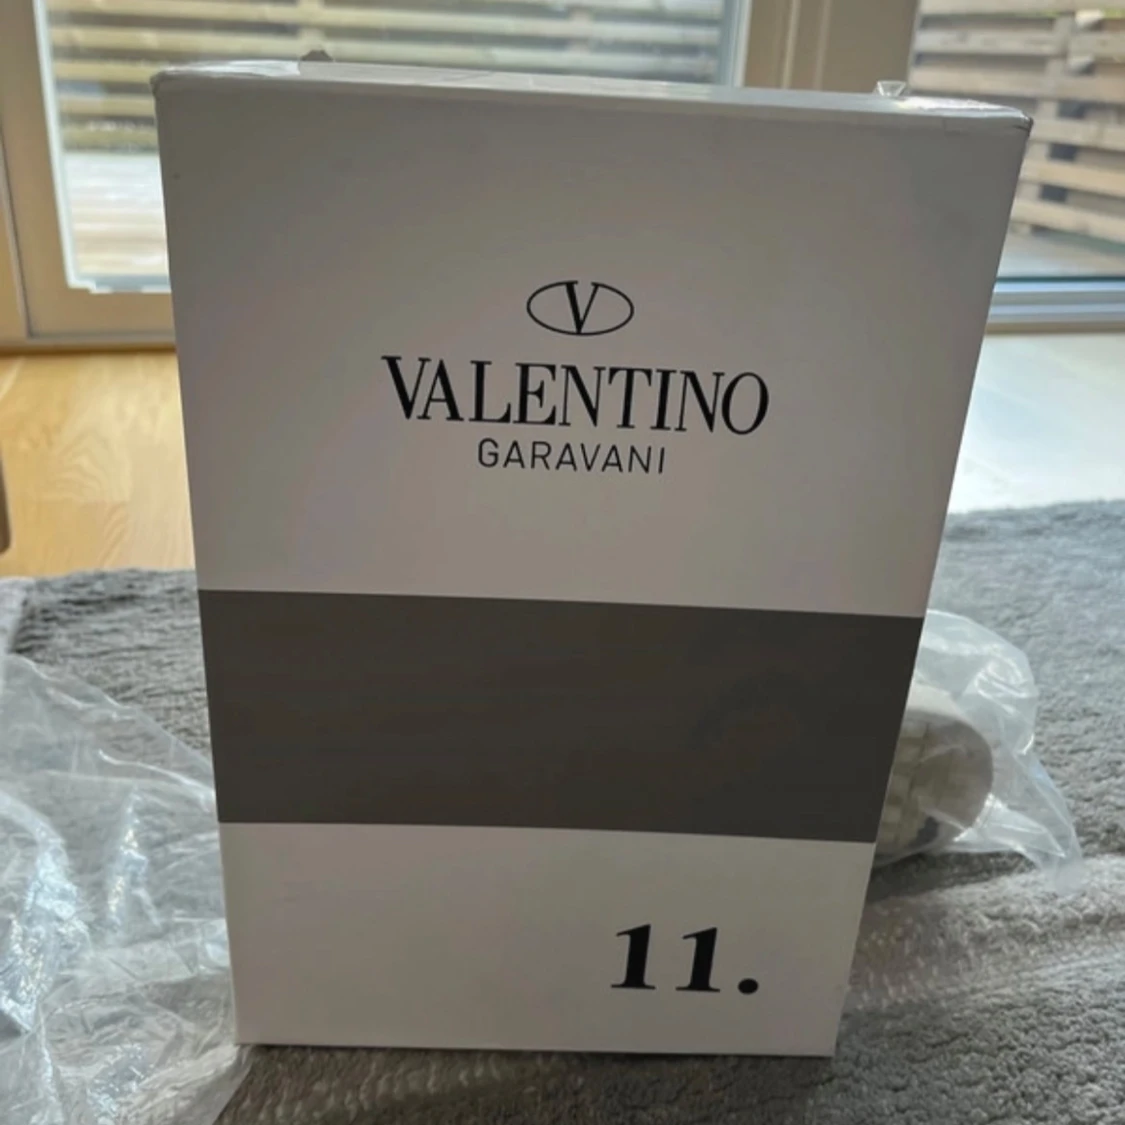 V
VALENTINO
GARAVANI
11.